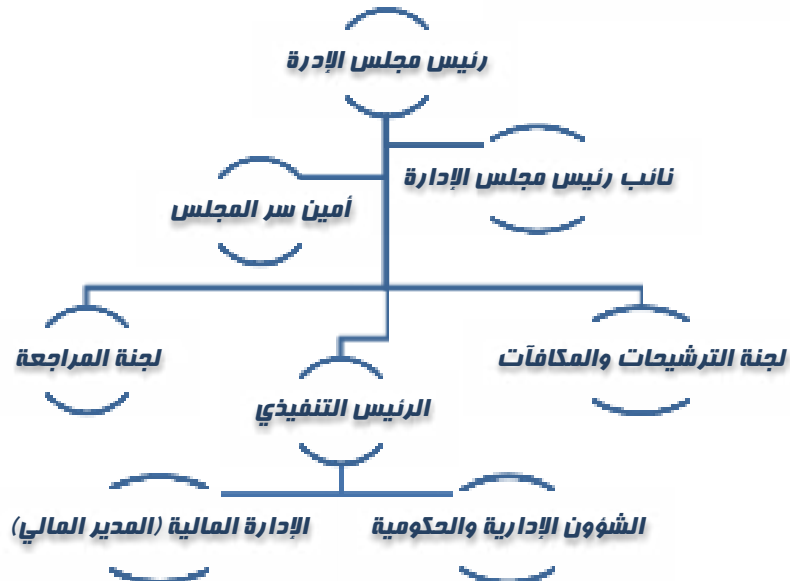 رئيس مجلس الإدرة
نائب رئيس مجلس الإدارة
أمين سر المجلس
لجنة الترشيحات والمكافآت
لجنة المراجعة
الرئيس التنفيذي
الشؤون الإدارية والحكومية
الإدارة المالية (المدير المالي)